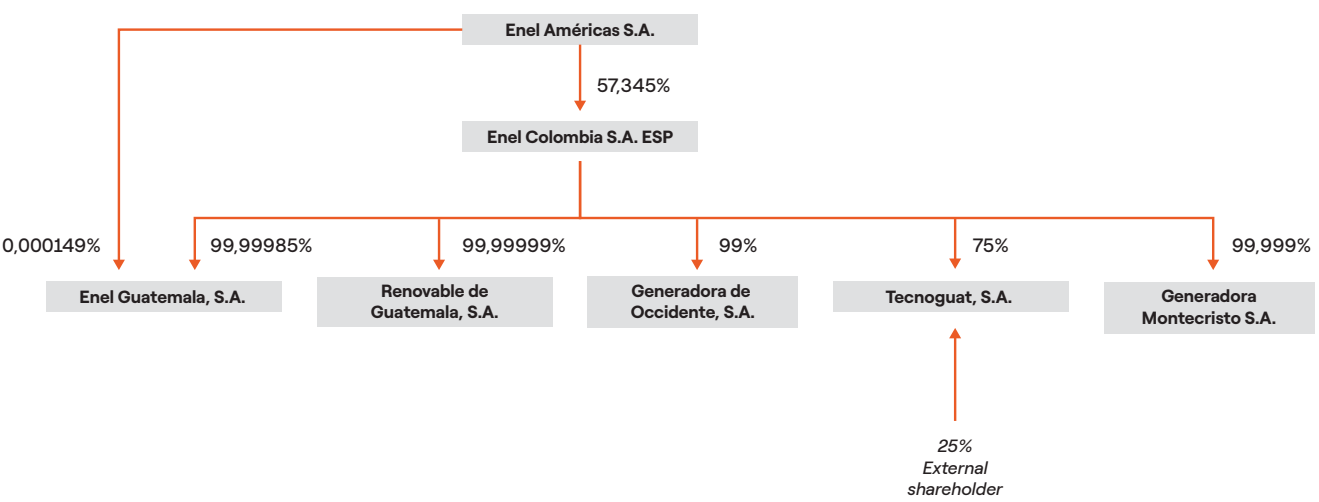 Enel Américas S.A.
57,345%
Enel Colombia S.A. ESP
0,000149%
99,99985%
99,99999%
99%
75%
99,999%
Enel Guatemala, S.A.
Renovable de
Guatemala, S.A.
Generadora de
Occidente, S.A.
Tecnoguat, S.A.
Generadora
Montecristo S.A.
25%
External
shareholder